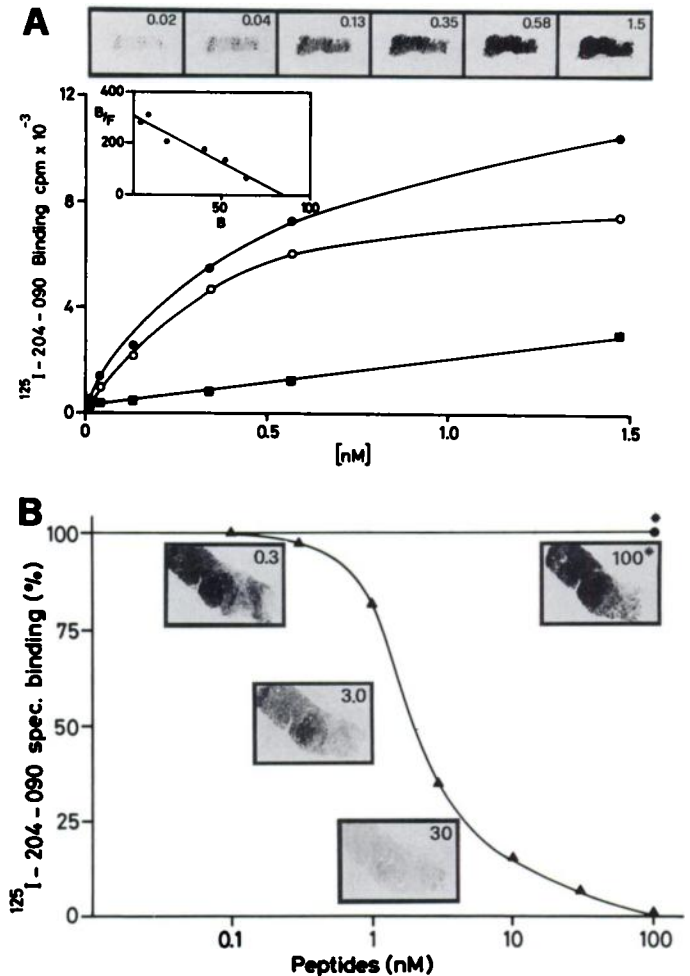 A
0.02 0.04 0.13 0.35 0.58 1.5
12
8
4
0
¹²⁵I-204-090 Binding cpm x 10⁻³
400
B/F
200
0
50 100
B
0 0.5 1.0 1.5
[nM]
B
100
75
50
25
0
¹²⁵I-204-090 spec. binding (%)
0.3
100◆
3.0
30
0.1 1 10 100
Peptides (nM)